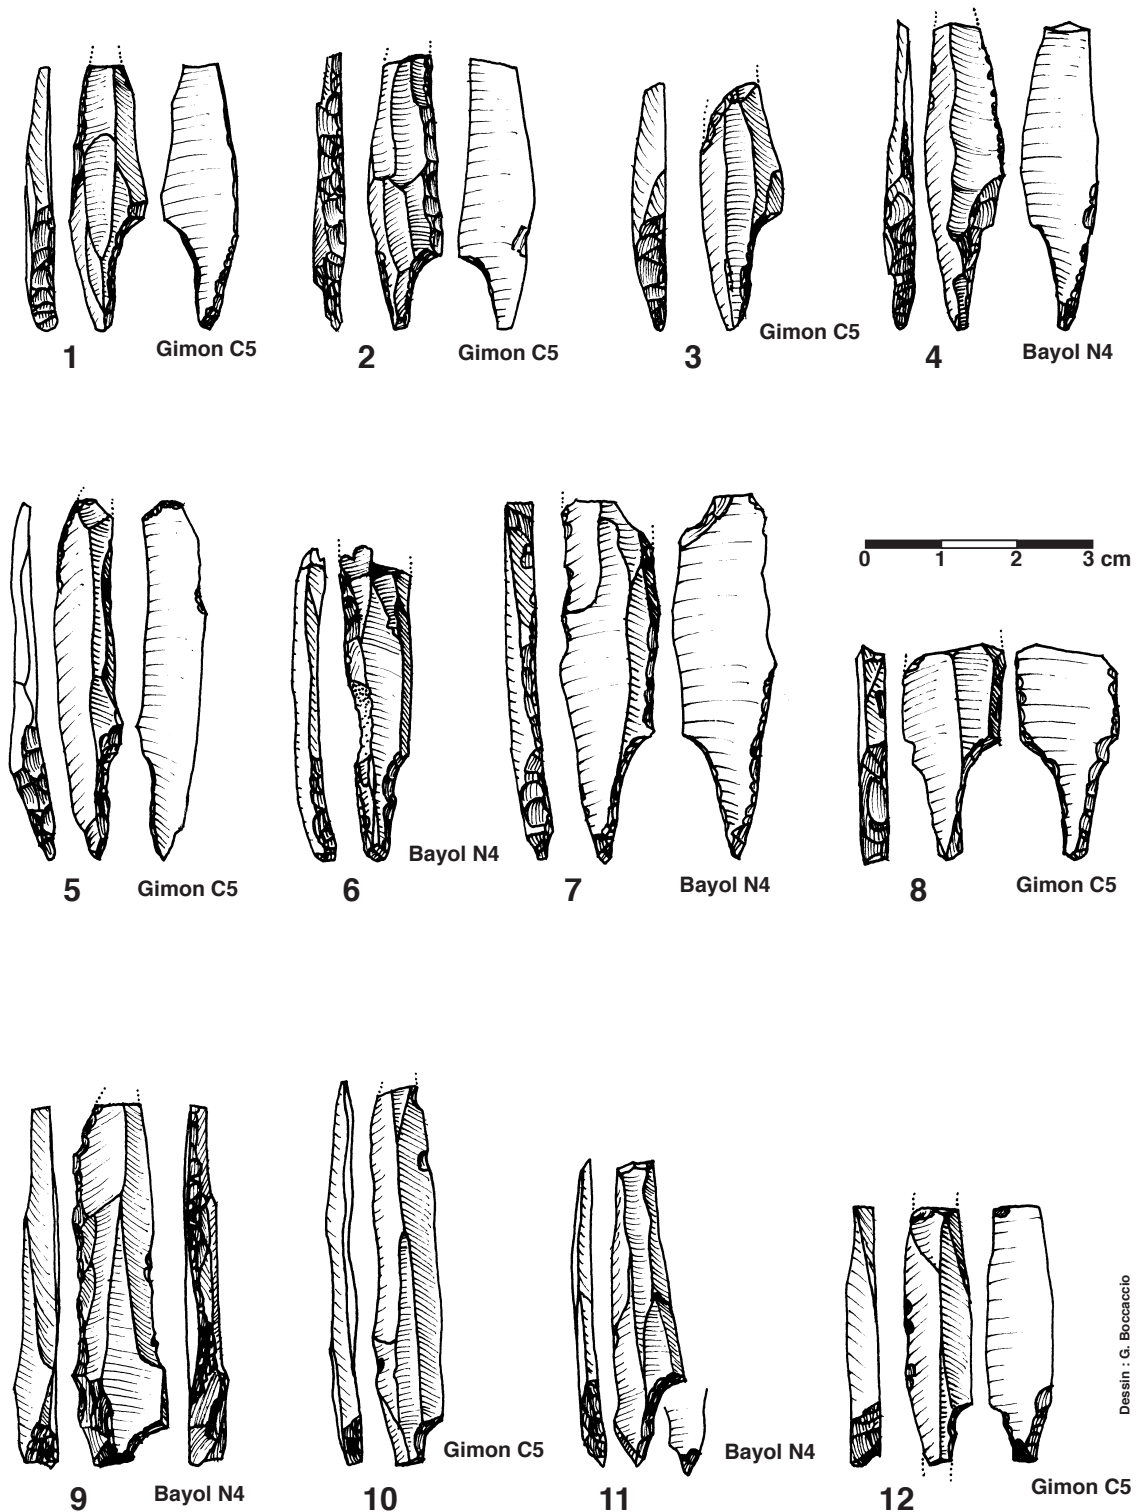 1 Gimon C5
2 Gimon C5
3 Gimon C5
4 Bayol N4
0 1 2 3 cm
5 Gimon C5
6 Bayol N4
7 Bayol N4
8 Gimon C5
9 Bayol N4
10 Gimon C5
11 Bayol N4
12 Gimon C5
Dessin : G. Boccaccio